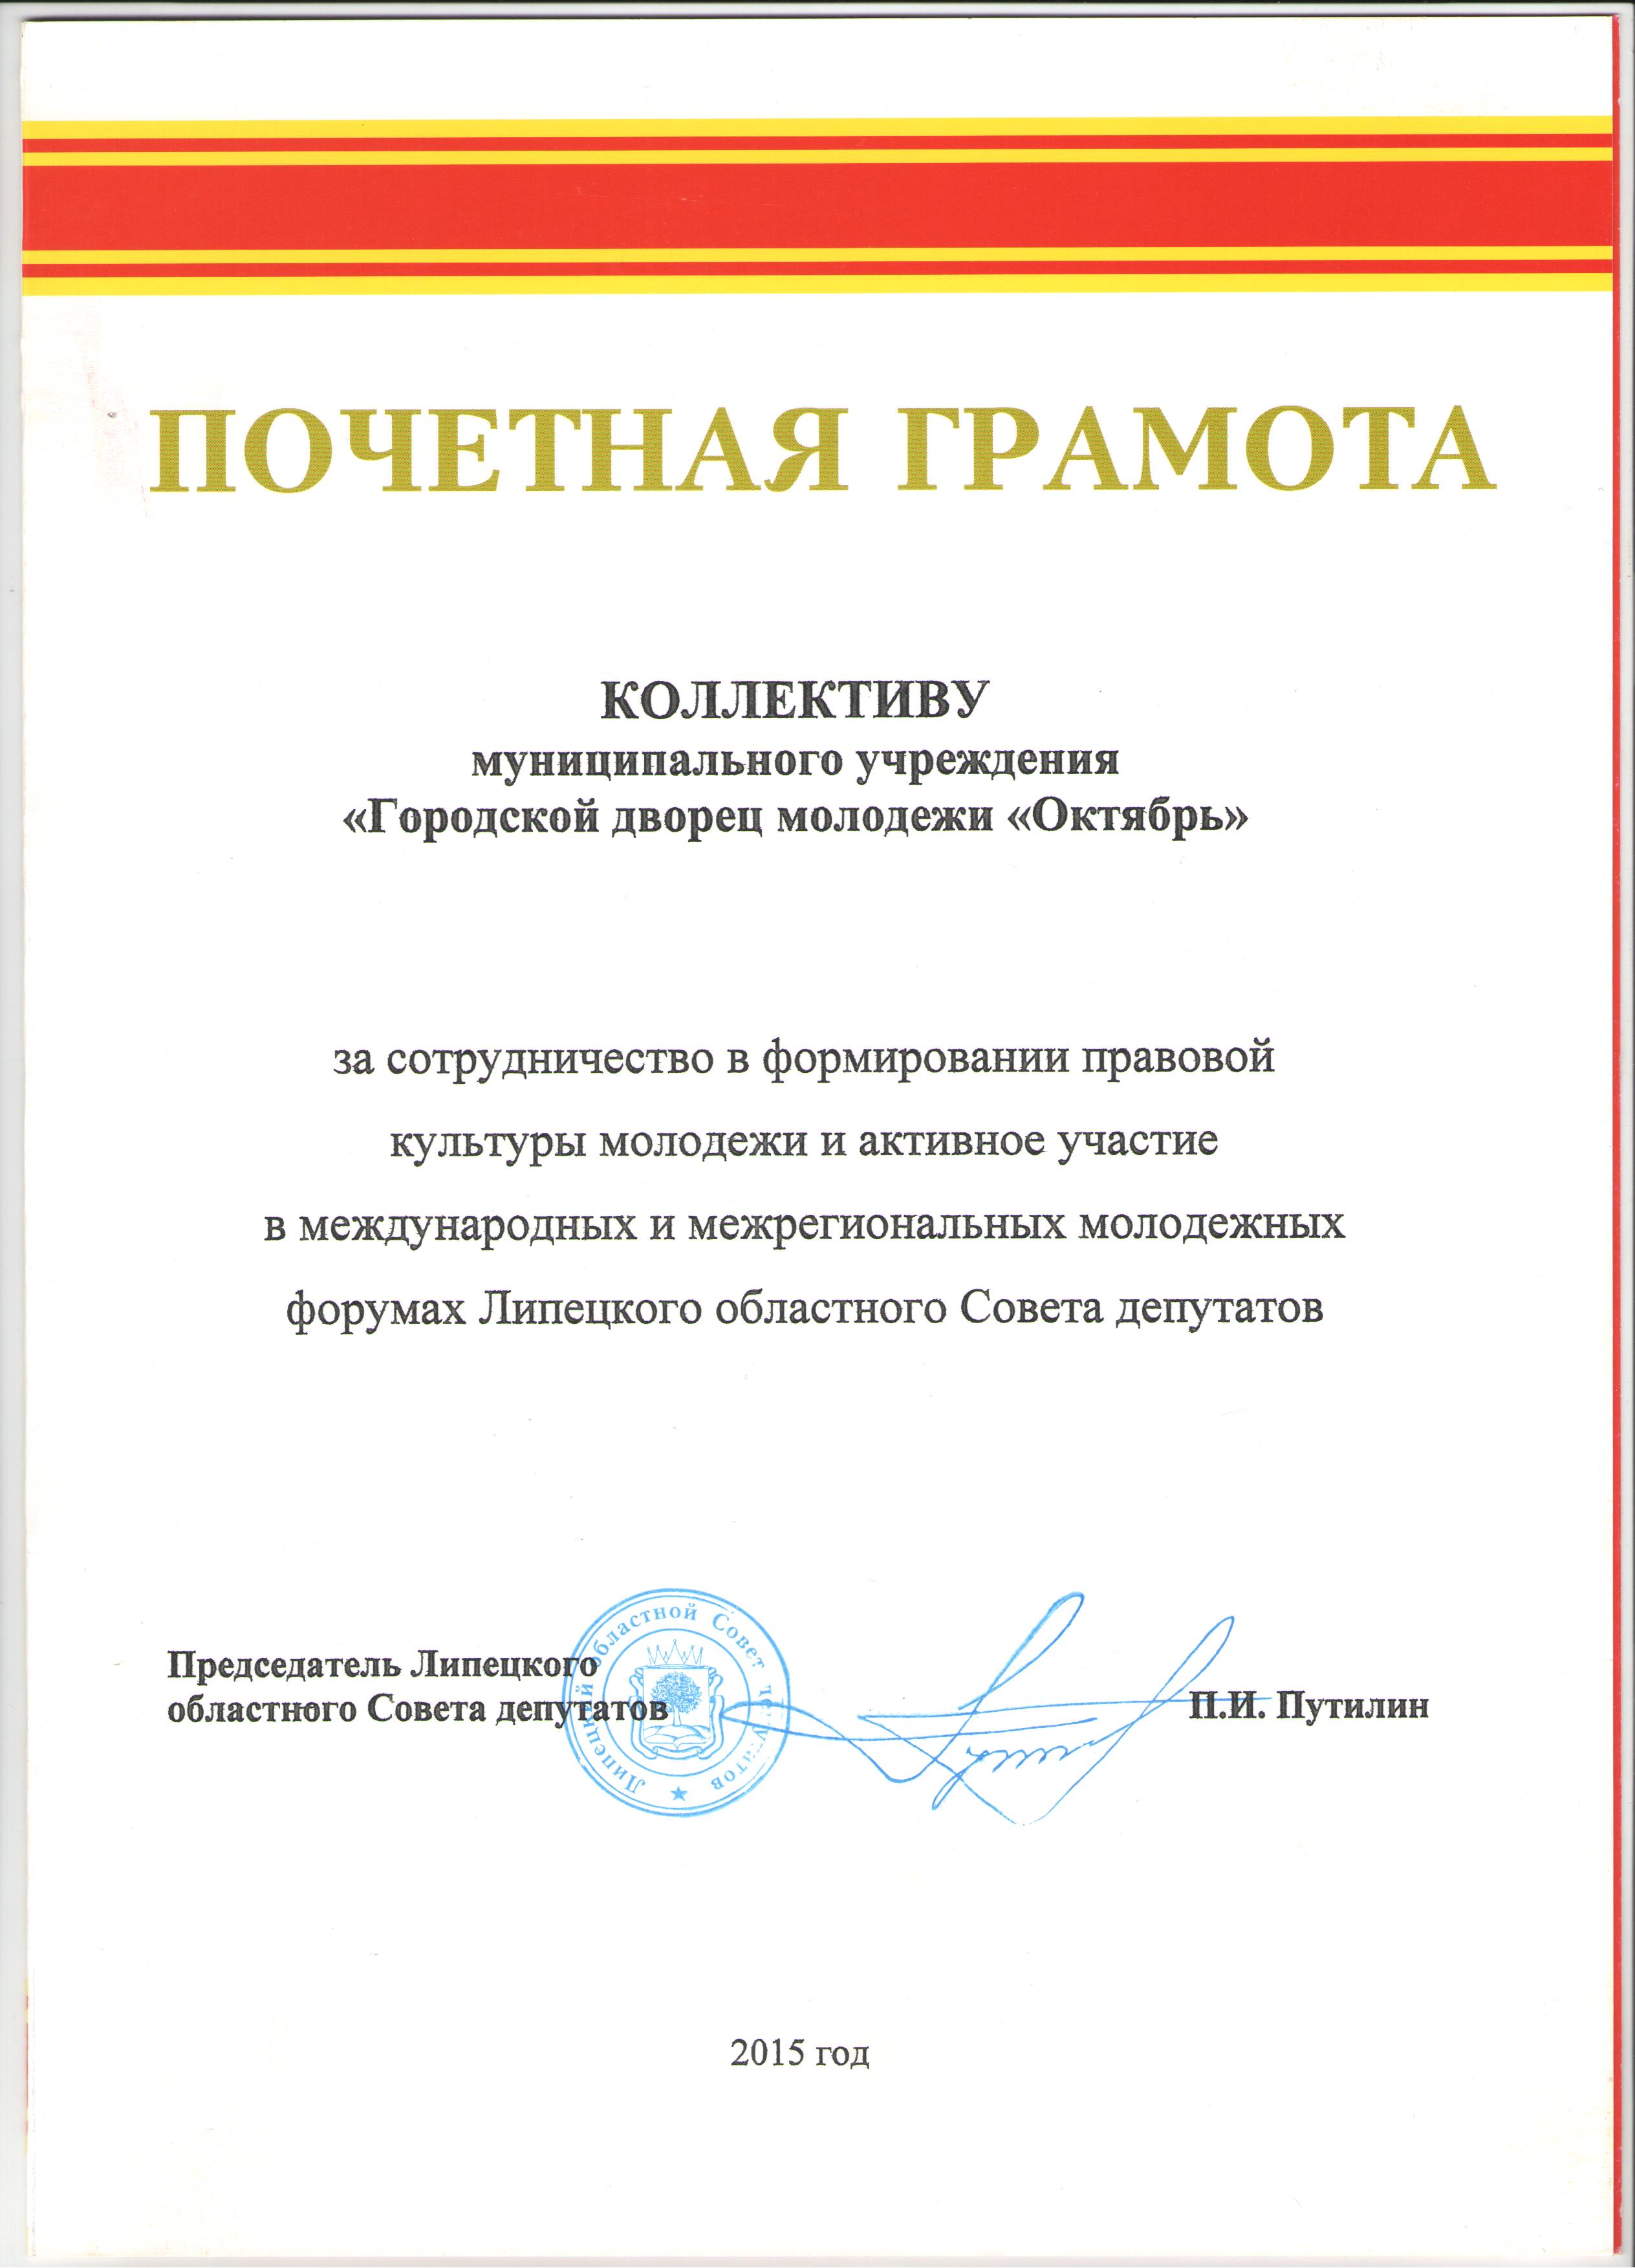 ПОЧЕТНАЯ ГРАМОТА
КОЛЛЕКТИВУ
муниципального учреждения
«Городской дворец молодежи «Октябрь»
за сотрудничество в формировании правовой
культуры молодежи и активное участие
в международных и межрегиональных молодежных
форумах Липецкого областного Совета депутатов
Председатель Липецкого
областного Совета депутатов
Липецкий областной Совет депутатов
П.И. Путилин
2015 год